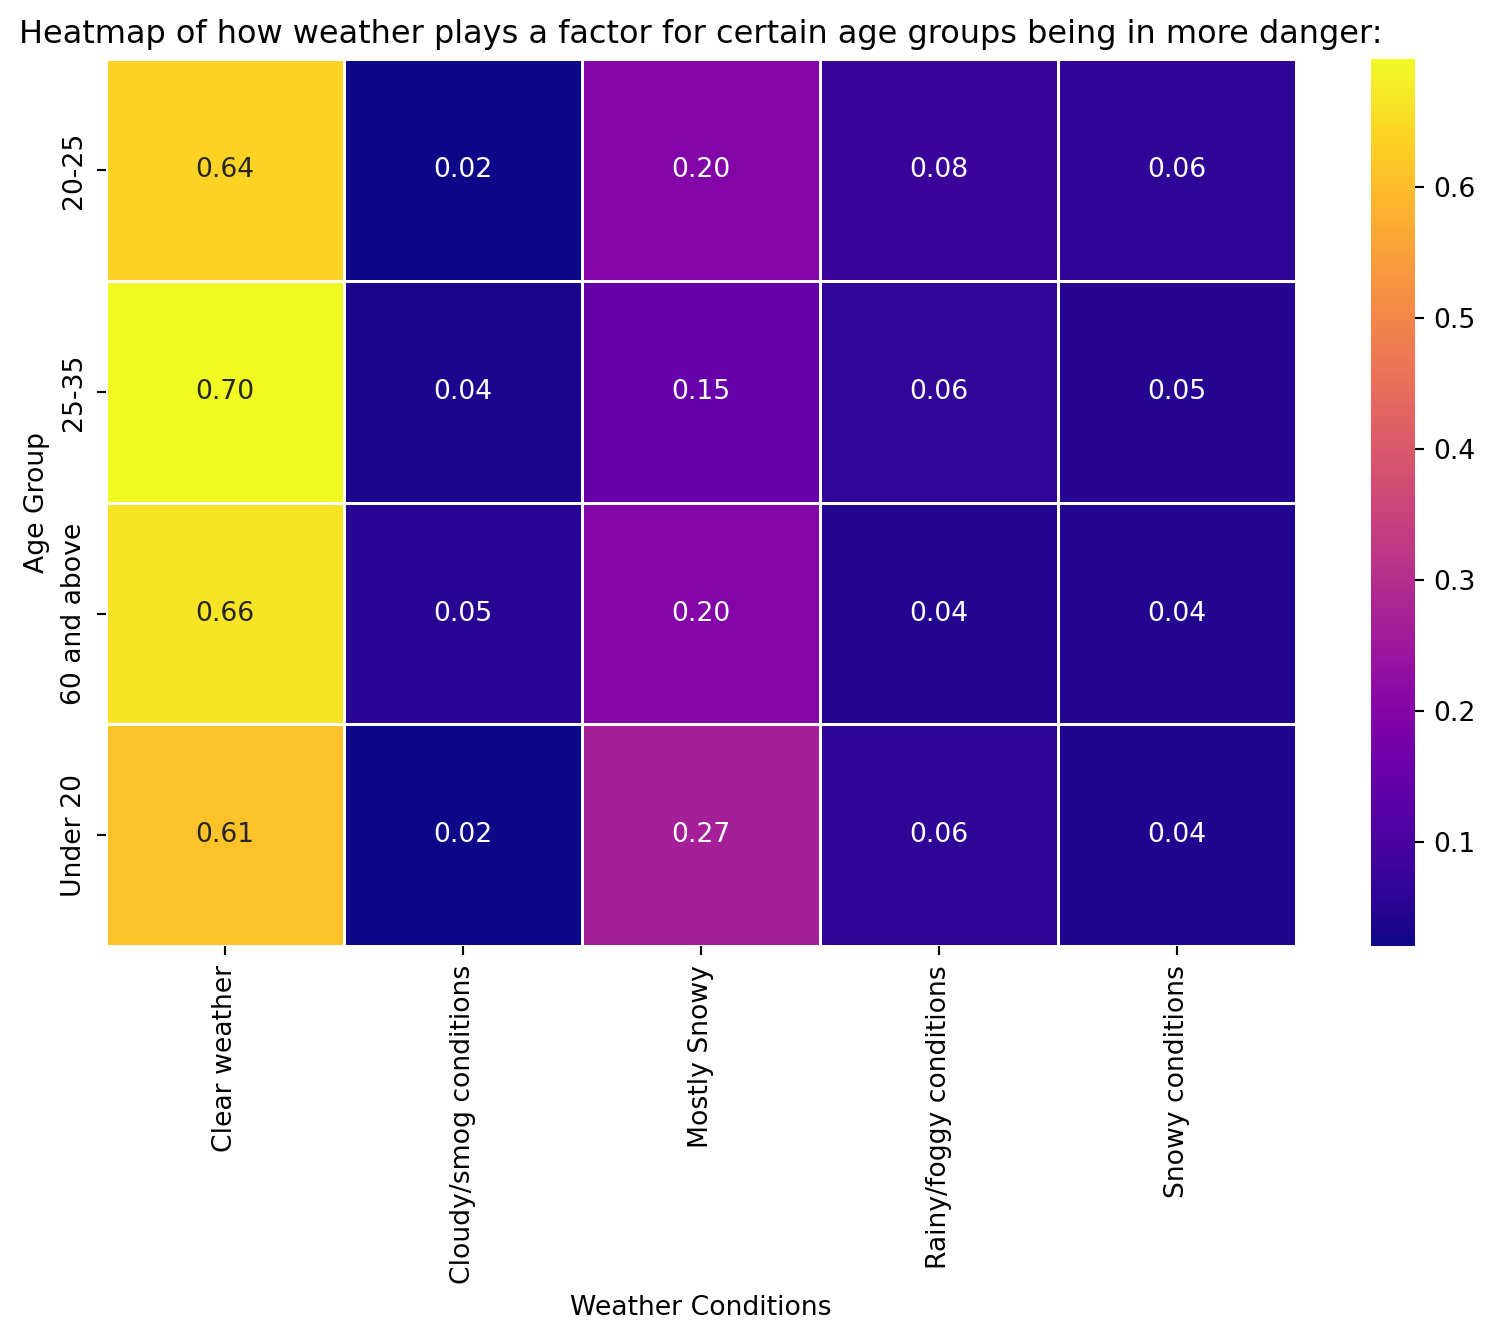 Heatmap of how weather plays a factor for certain age groups being in more danger:
Age Group
20-25
0.64 0.02 0.20 0.08 0.06
25-35
0.70 0.04 0.15 0.06 0.05
60 and above
0.66 0.05 0.20 0.04 0.04
Under 20
0.61 0.02 0.27 0.06 0.04
Clear weather
Cloudy/smog conditions
Mostly Snowy
Rainy/foggy conditions
Snowy conditions
Weather Conditions
0.6
0.5
0.4
0.3
0.2
0.1